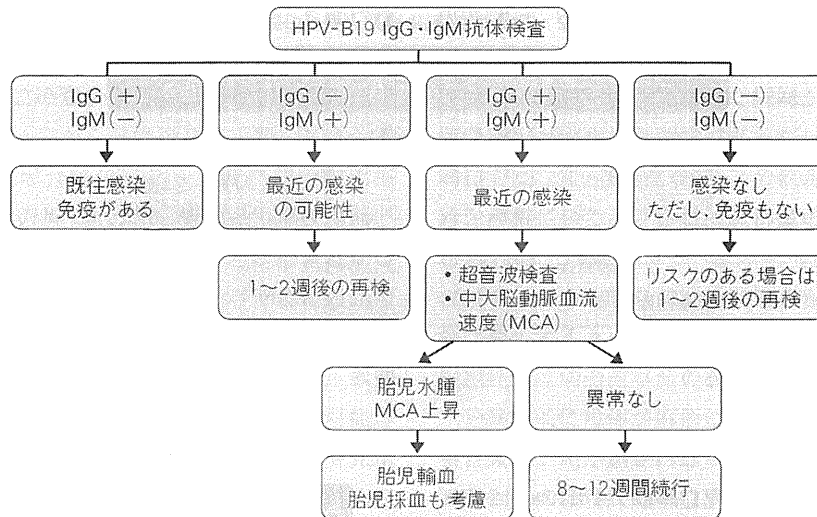 HPV-B19 IgG・IgM抗体検査
IgG（＋）
IgM（－）
IgG（－）
IgM（＋）
IgG（＋）
IgM（＋）
IgG（－）
IgM（－）
既往感染
免疫がある
最近の感染
の可能性
最近の感染
感染なし
ただし、免疫もない
1～2週後の再検
・超音波検査
・中大脳動脈血流
速度（MCA）
リスクのある場合は
1～2週後の再検
胎児水腫
MCA上昇
異常なし
胎児輸血
胎児採血も考慮
8～12週間続行